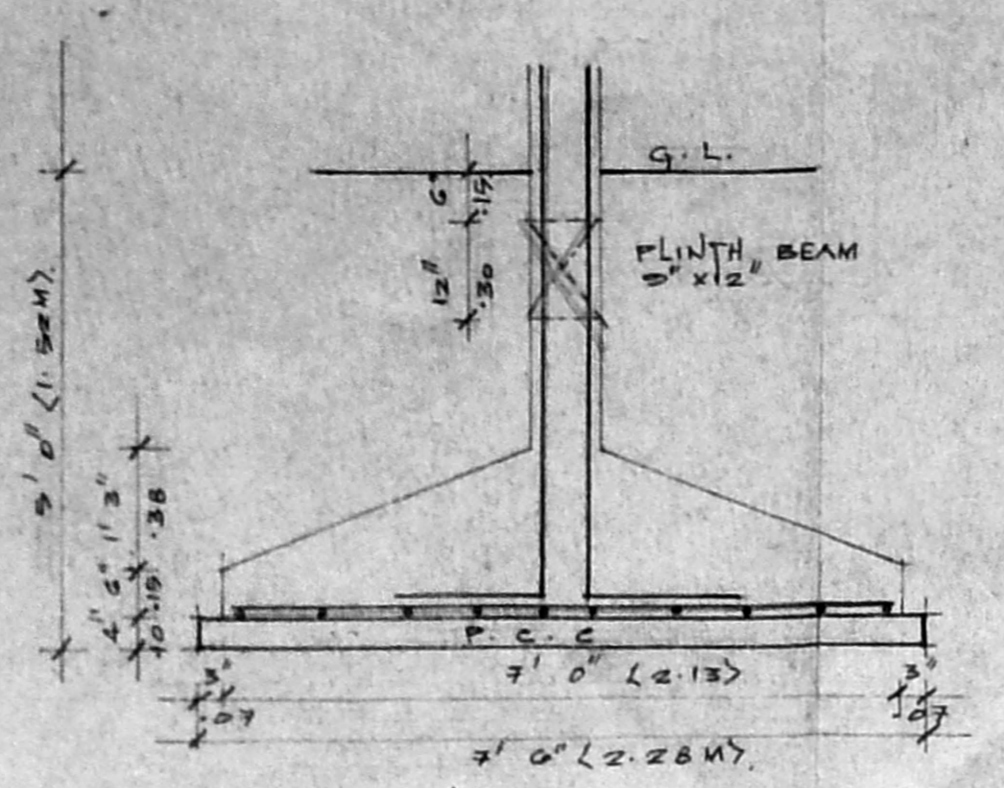 G. L.
6" .15
PLINTH BEAM
9" x 12"
12" .30
5' 0" (1.52M).
1' 3" .38
6" .15
4" .10
P. C. C
3" 7' 0" (2.13) 3"
.07 .07
7' 6" (2.28M).